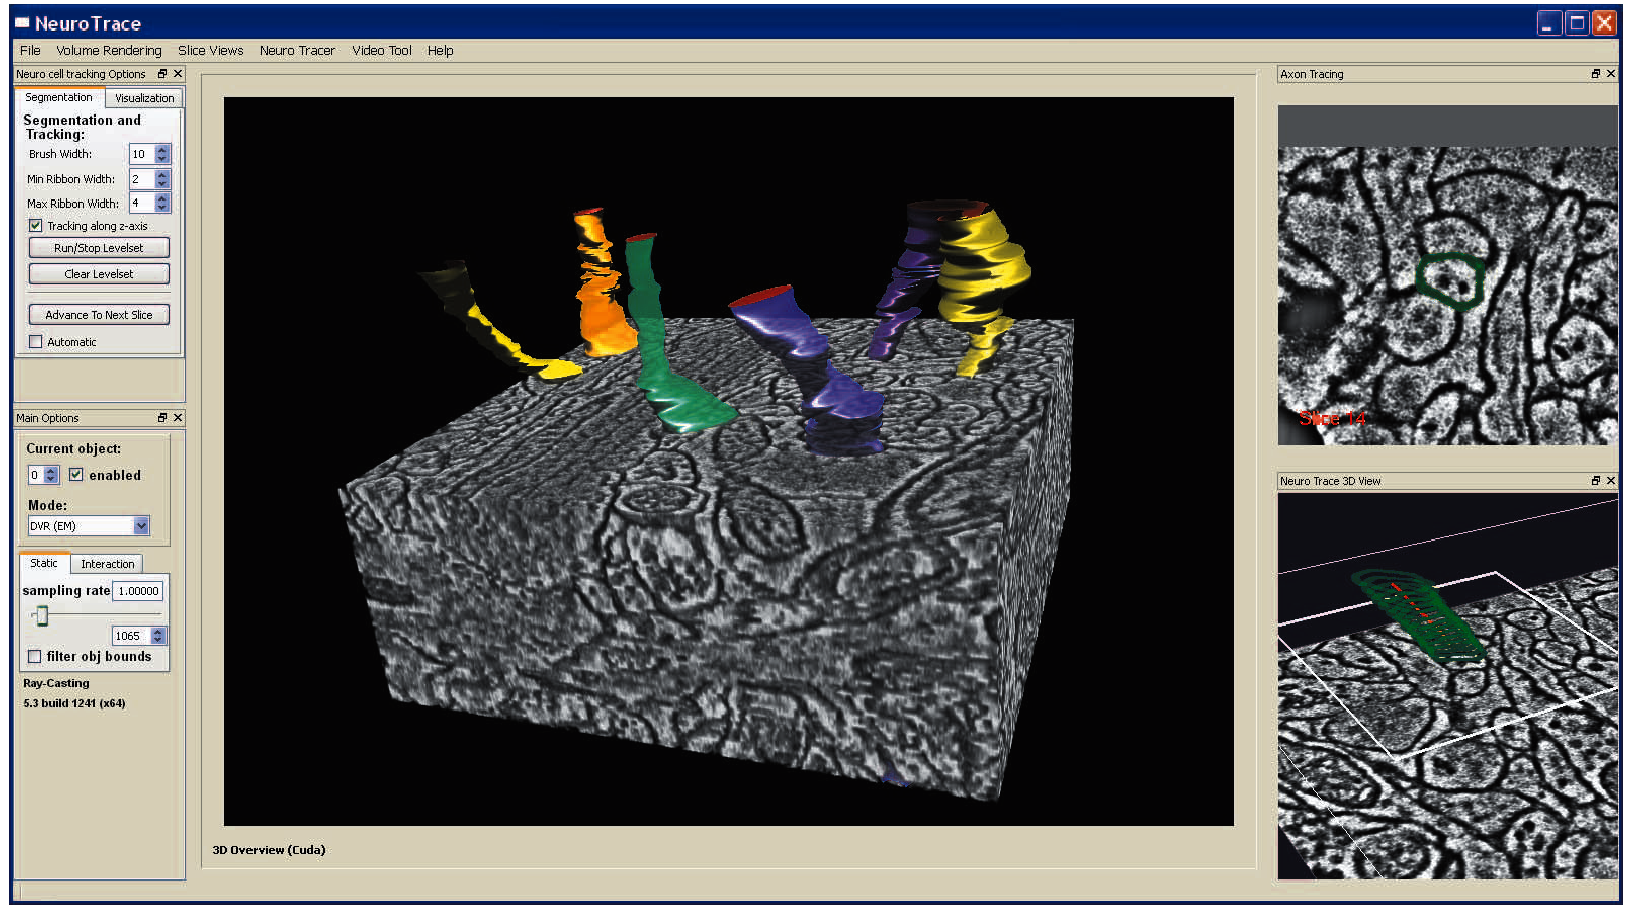 NeuroTrace
File Volume Rendering Slice Views Neuro Tracer Video Tool Help
Neuro cell tracking Options
Segmentation Visualization
Segmentation and
Tracking:
Brush Width: 10
Min Ribbon Width: 2
Max Ribbon Width: 4
Tracking along z-axis
Run/Stop Levelset
Clear Levelset
Advance To Next Slice
Automatic
Main Options
Current object:
0 enabled
Mode:
DVR (EM)
Static Interaction
sampling rate 1.00000
1065
filter obj bounds
Ray-Casting
5.3 build 1241 (x64)
3D Overview (Cuda)
Axon Tracing
Slice 14
Neuro Trace 3D View